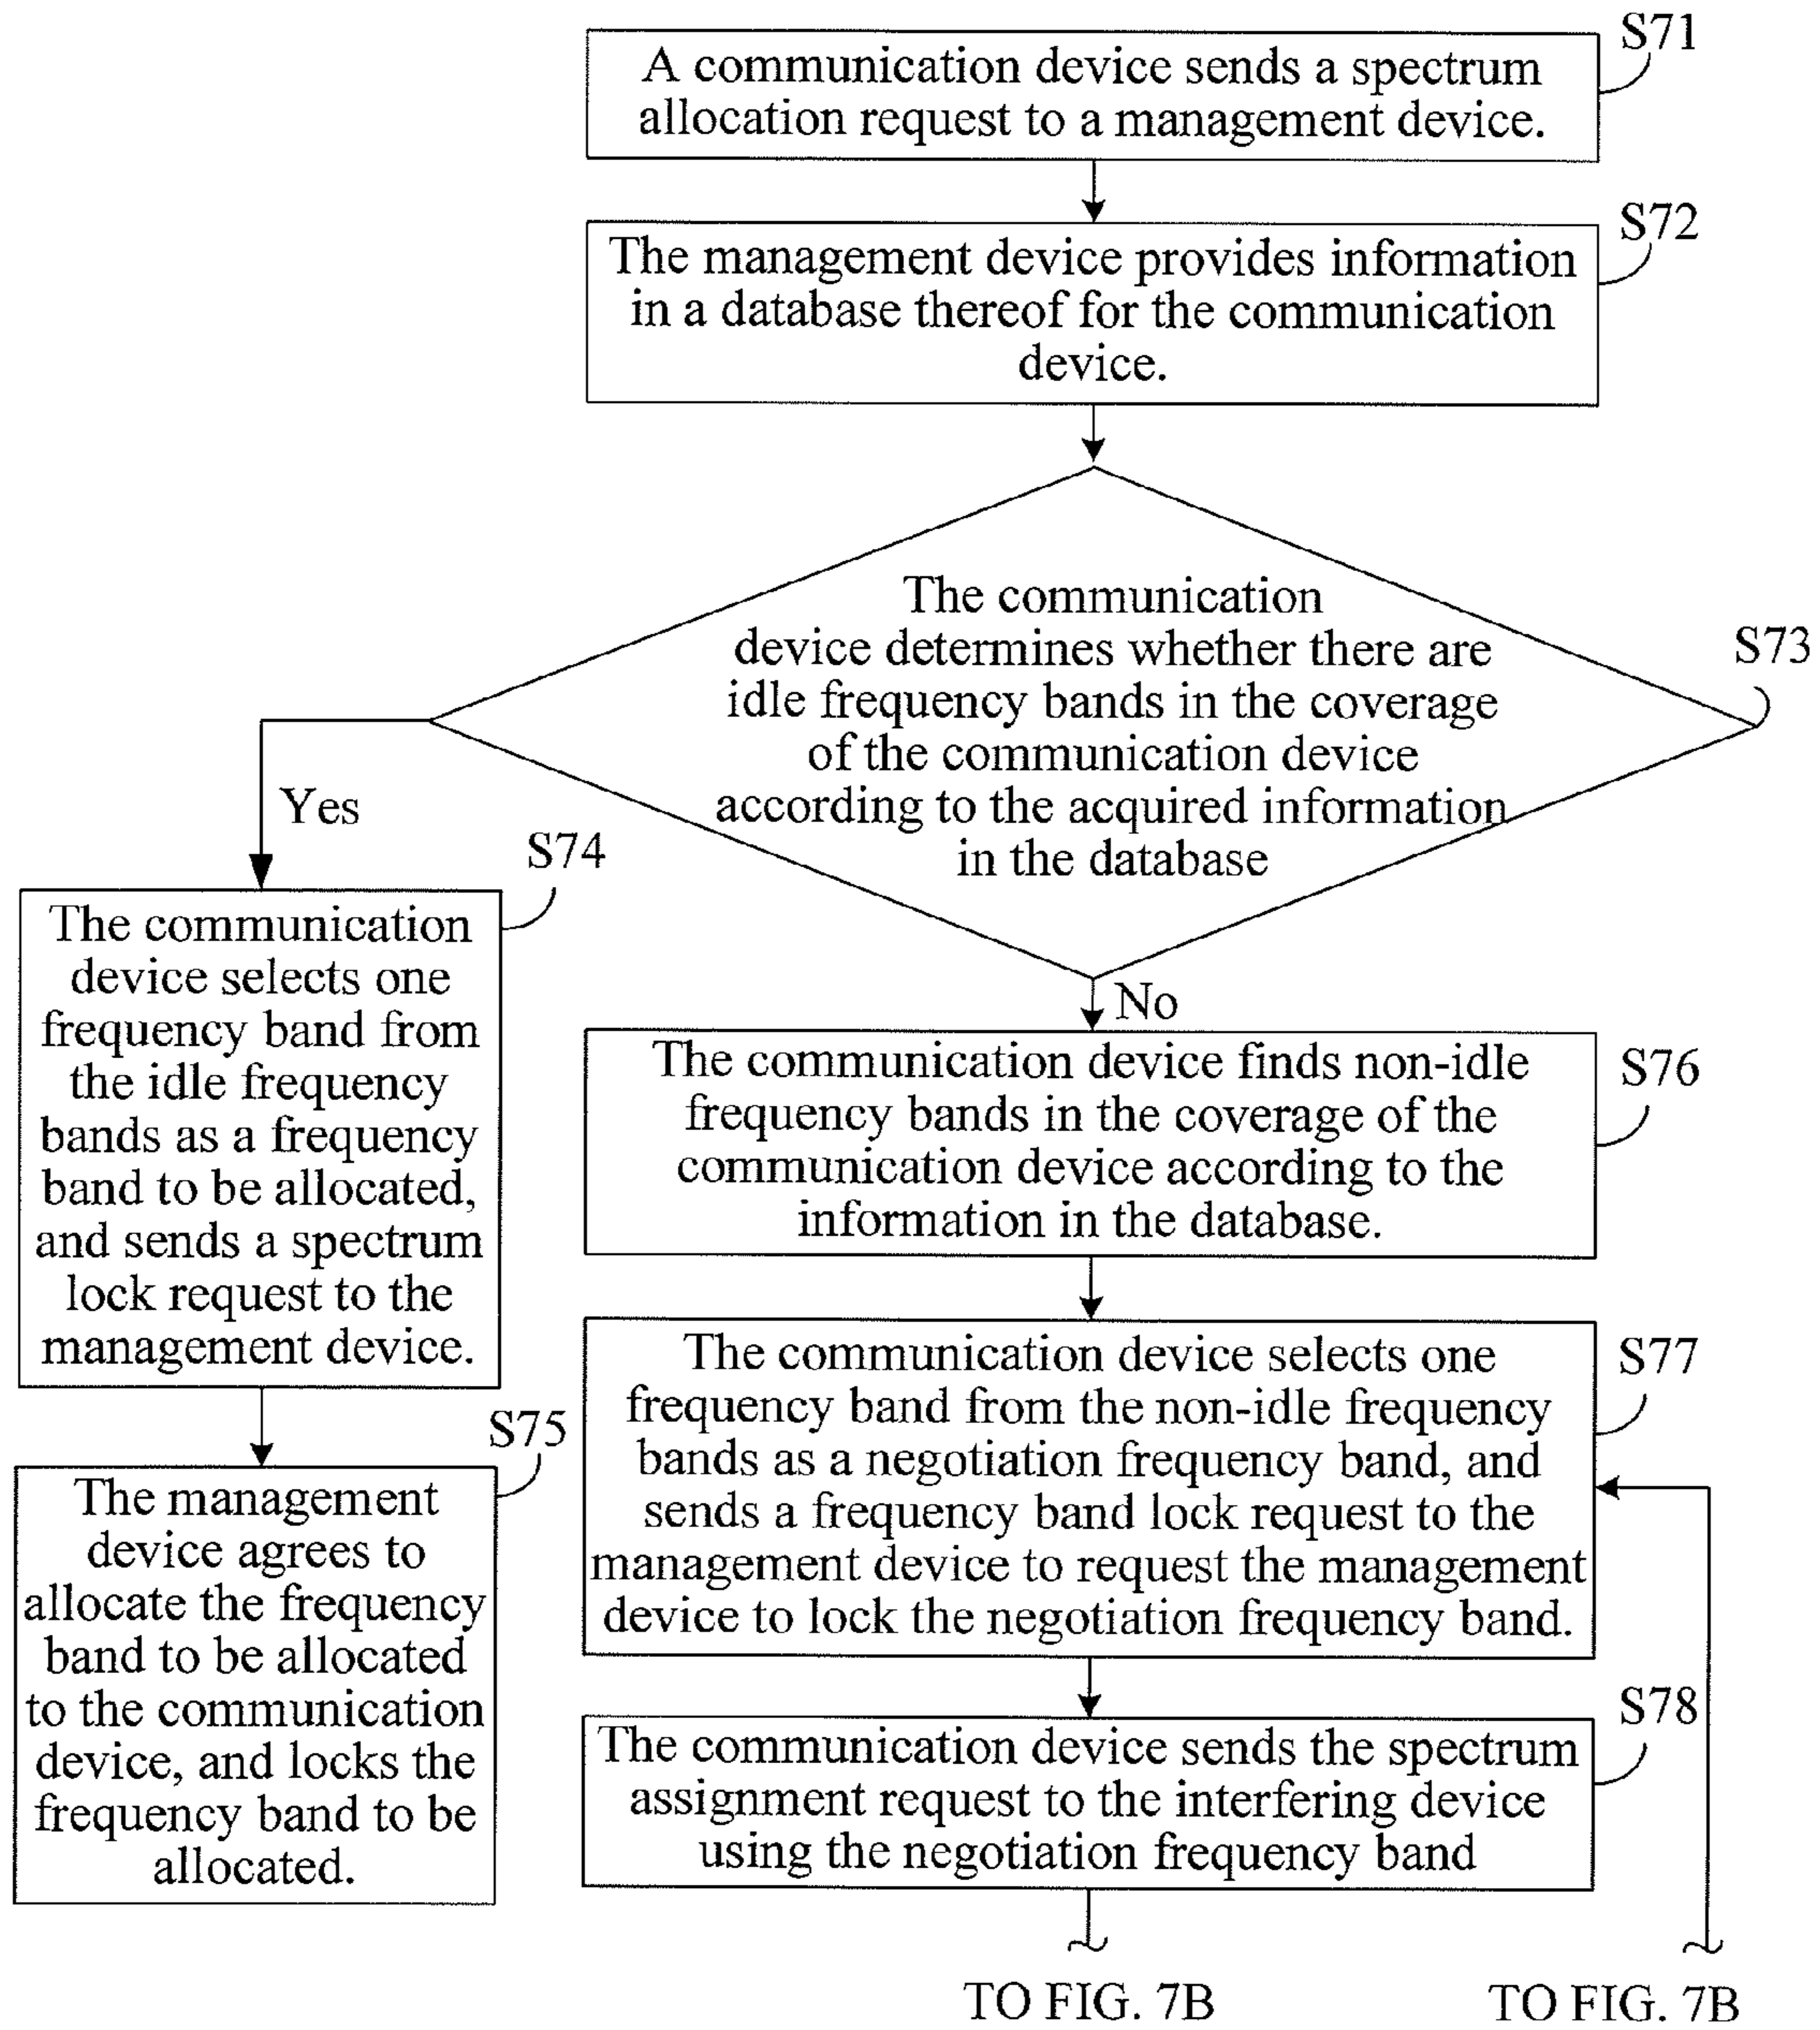 S71
A communication device sends a spectrum
allocation request to a management device.
S72
The management device provides information
in a database thereof for the communication
device.
S73
The communication
device determines whether there are
idle frequency bands in the coverage
of the communication device
according to the acquired information
in the database
Yes
S74
The communication
device selects one
frequency band from
the idle frequency
bands as a frequency
band to be allocated,
and sends a spectrum
lock request to the
management device.
S75
The management
device agrees to
allocate the frequency
band to be allocated
to the communication
device, and locks the
frequency band to be
allocated.
No
S76
The communication device finds non-idle
frequency bands in the coverage of the
communication device according to the
information in the database.
S77
The communication device selects one
frequency band from the non-idle frequency
bands as a negotiation frequency band, and
sends a frequency band lock request to the
management device to request the management
device to lock the negotiation frequency band.
S78
The communication device sends the spectrum
assignment request to the interfering device
using the negotiation frequency band
TO FIG. 7B
TO FIG. 7B